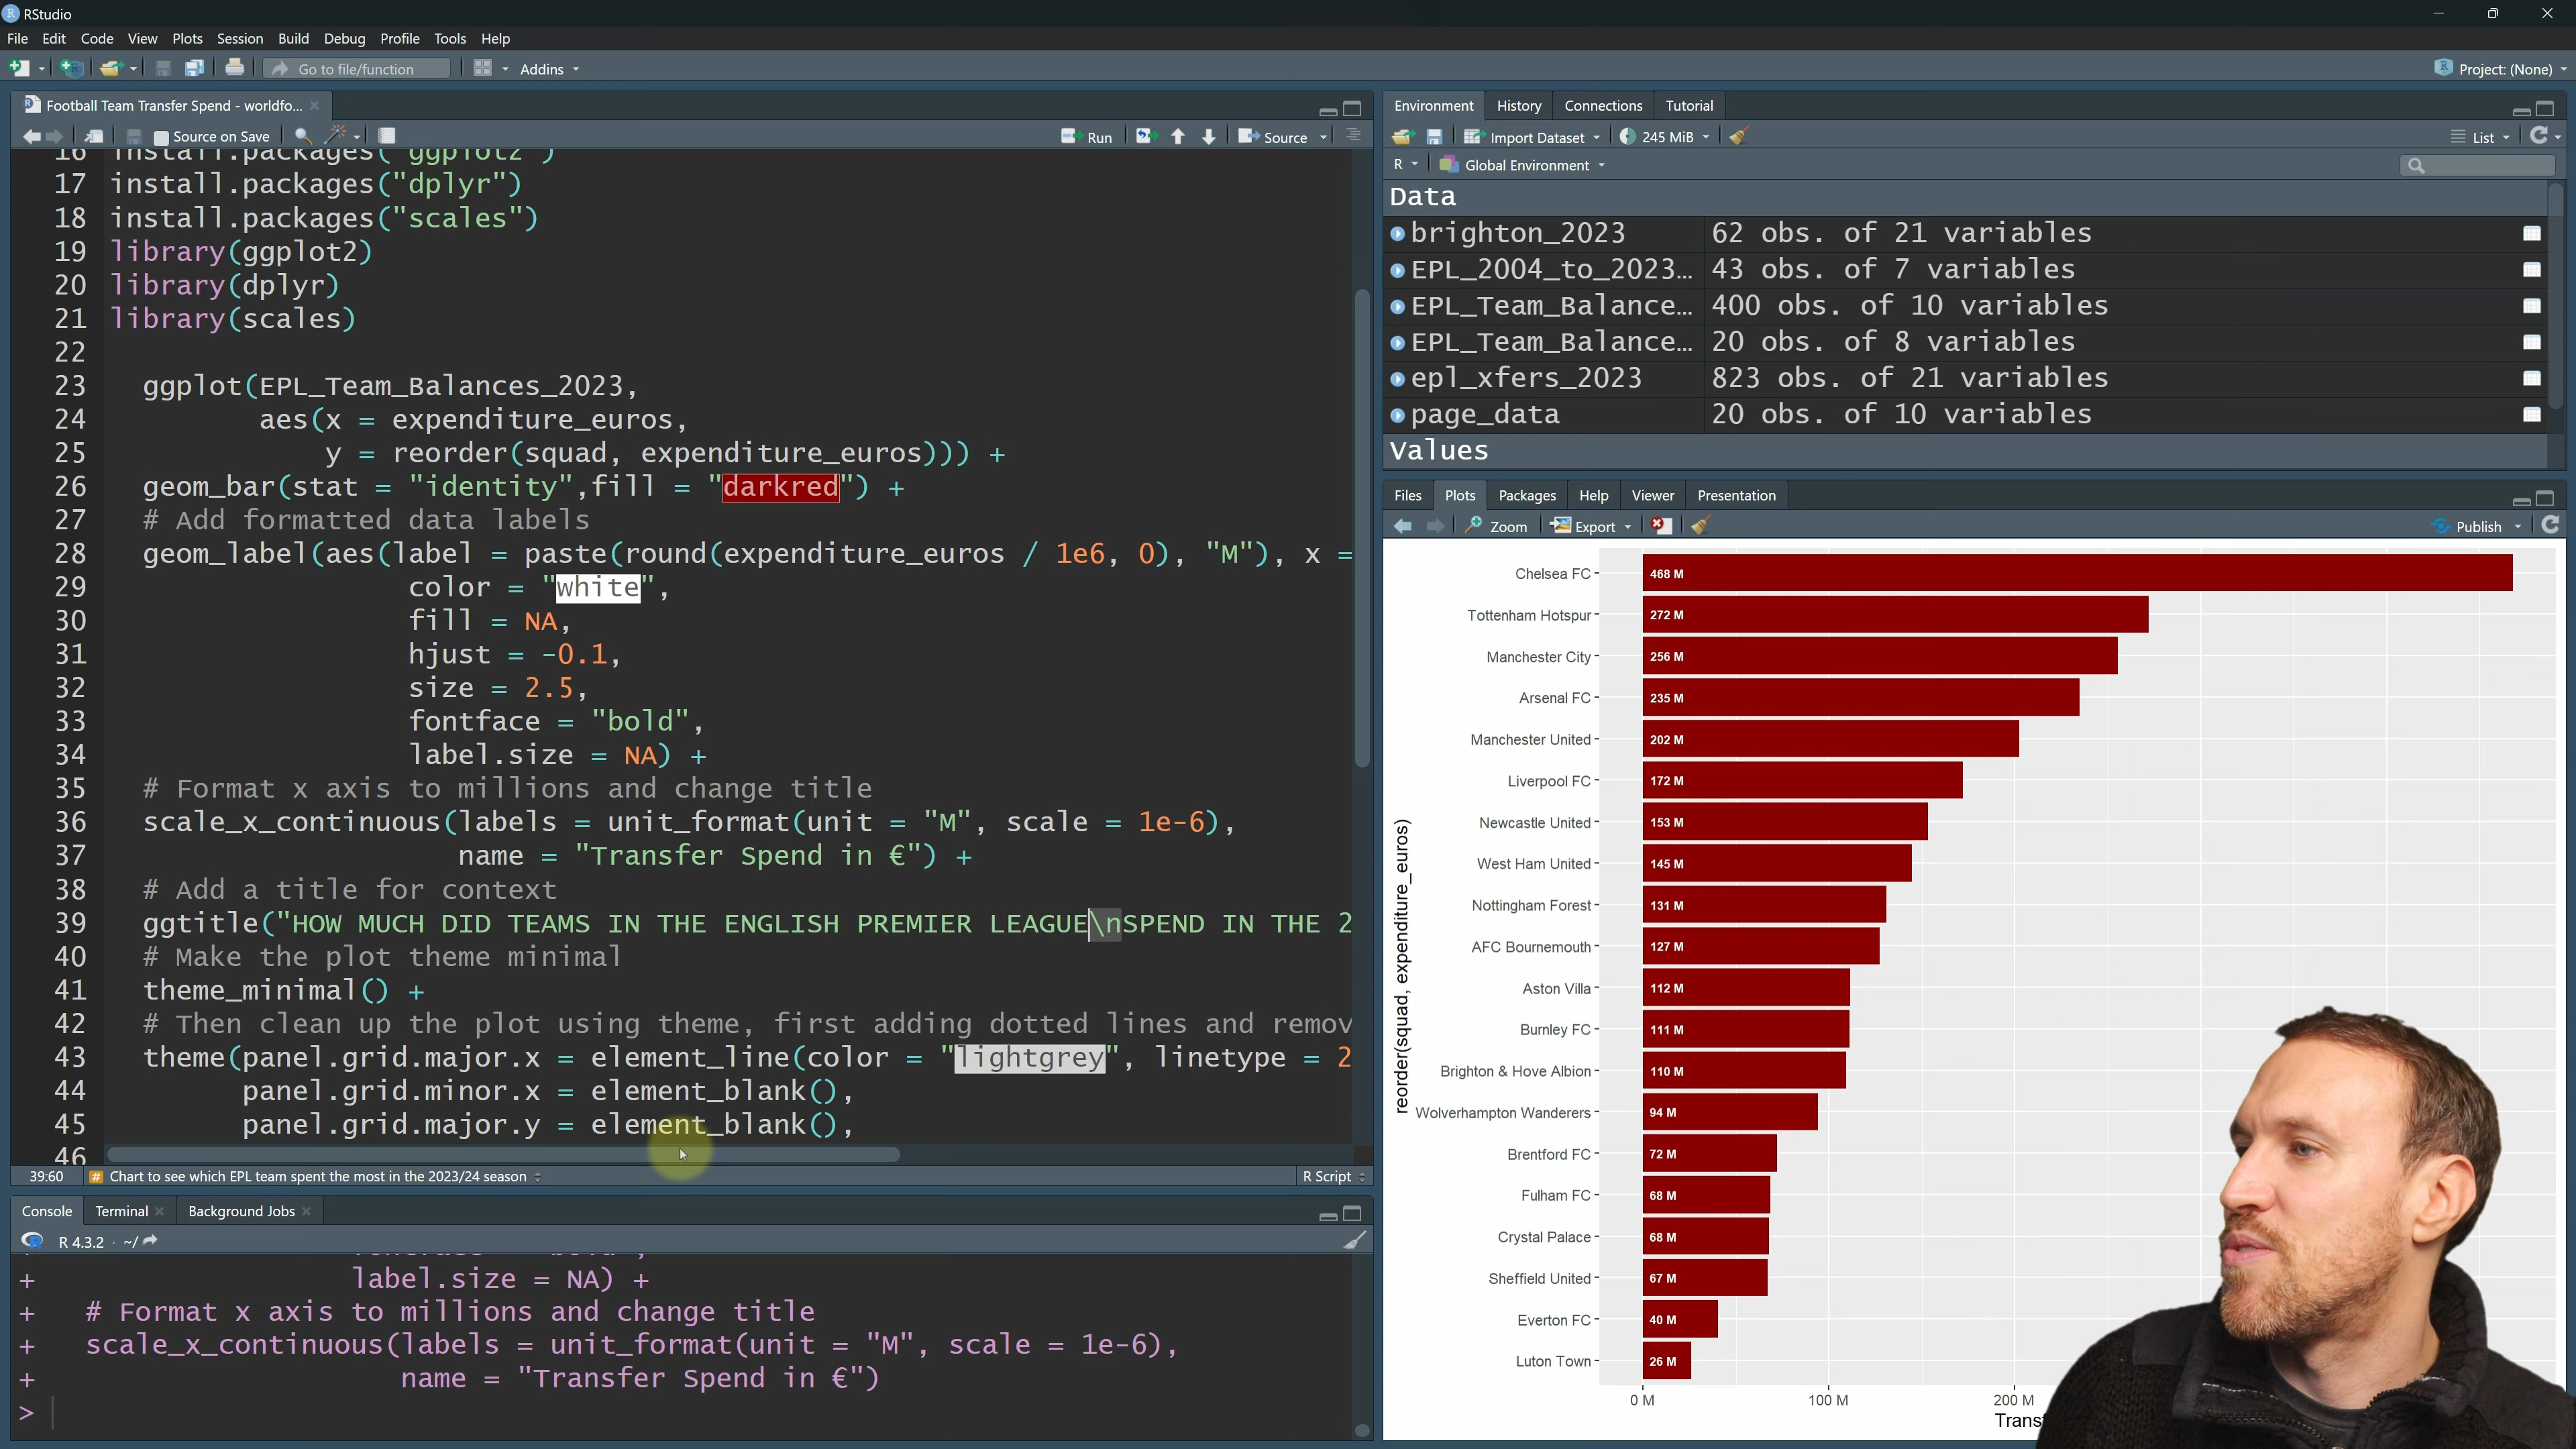 RStudio
File Edit Code View Plots Session Build Debug Profile Tools Help
Go to file/function Addins Project: (None)
Football Team Transfer Spend - worldfo...
Source on Save Run Source
16 install.packages("ggplot2")
17 install.packages("dplyr")
18 install.packages("scales")
19 library(ggplot2)
20 library(dplyr)
21 library(scales)
22
23 ggplot(EPL_Team_Balances_2023,
24 aes(x = expenditure_euros,
25 y = reorder(squad, expenditure_euros))) +
26 geom_bar(stat = "identity",fill = "darkred") +
27 # Add formatted data labels
28 geom_label(aes(label = paste(round(expenditure_euros / 1e6, 0), "M"), x =
29 color = "white",
30 fill = NA,
31 hjust = -0.1,
32 size = 2.5,
33 fontface = "bold",
34 label.size = NA) +
35 # Format x axis to millions and change title
36 scale_x_continuous(labels = unit_format(unit = "M", scale = 1e-6),
37 name = "Transfer Spend in €") +
38 # Add a title for context
39 ggtitle("HOW MUCH DID TEAMS IN THE ENGLISH PREMIER LEAGUE\nSPEND IN THE 2
40 # Make the plot theme minimal
41 theme_minimal() +
42 # Then clean up the plot using theme, first adding dotted lines and remov
43 theme(panel.grid.major.x = element_line(color = "lightgrey", linetype = 2
44 panel.grid.minor.x = element_blank(),
45 panel.grid.major.y = element_blank(),
46
39:60 # Chart to see which EPL team spent the most in the 2023/24 season R Script
Console Terminal Background Jobs
R 4.3.2 · ~/
+ label.size = NA) +
+ # Format x axis to millions and change title
+ scale_x_continuous(labels = unit_format(unit = "M", scale = 1e-6),
+ name = "Transfer Spend in €")
>
Environment History Connections Tutorial
Import Dataset 245 MiB List
R Global Environment
Data
brighton_2023 62 obs. of 21 variables
EPL_2004_to_2023... 43 obs. of 7 variables
EPL_Team_Balance... 400 obs. of 10 variables
EPL_Team_Balance... 20 obs. of 8 variables
epl_xfers_2023 823 obs. of 21 variables
page_data 20 obs. of 10 variables
Values
Files Plots Packages Help Viewer Presentation
Zoom Export Publish
reorder(squad, expenditure_euros)
Chelsea FC 468 M
Tottenham Hotspur 272 M
Manchester City 256 M
Arsenal FC 235 M
Manchester United 202 M
Liverpool FC 172 M
Newcastle United 153 M
West Ham United 145 M
Nottingham Forest 131 M
AFC Bournemouth 127 M
Aston Villa 112 M
Burnley FC 111 M
Brighton & Hove Albion 110 M
Wolverhampton Wanderers 94 M
Brentford FC 72 M
Fulham FC 68 M
Crystal Palace 68 M
Sheffield United 67 M
Everton FC 40 M
Luton Town 26 M
0 M 100 M 200 M
Trans